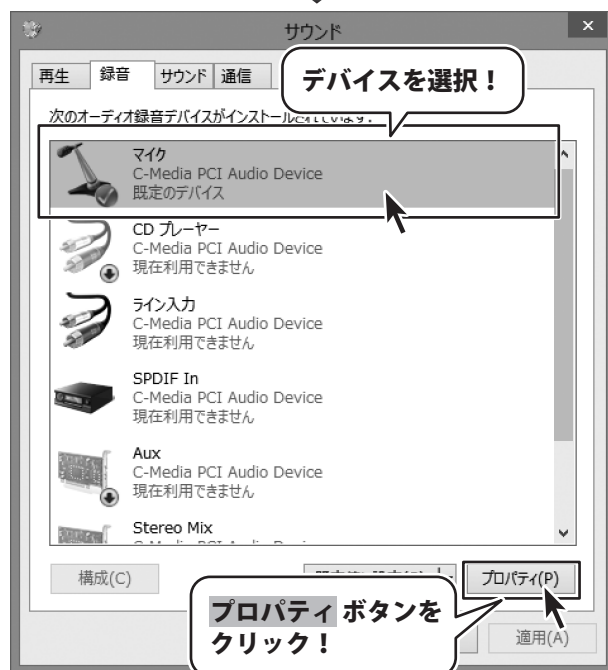 サウンド
×
再生
録音
サウンド
通信
デバイスを選択！
次のオーディオ録音デバイスがインストールされています:
マイク
C-Media PCI Audio Device
既定のデバイス
CD プレーヤー
C-Media PCI Audio Device
現在利用できません
ライン入力
C-Media PCI Audio Device
現在利用できません
SPDIF In
C-Media PCI Audio Device
現在利用できません
Aux
C-Media PCI Audio Device
現在利用できません
Stereo Mix
構成(C)
プロパティ(P)
プロパティ ボタンを
クリック！
適用(A)